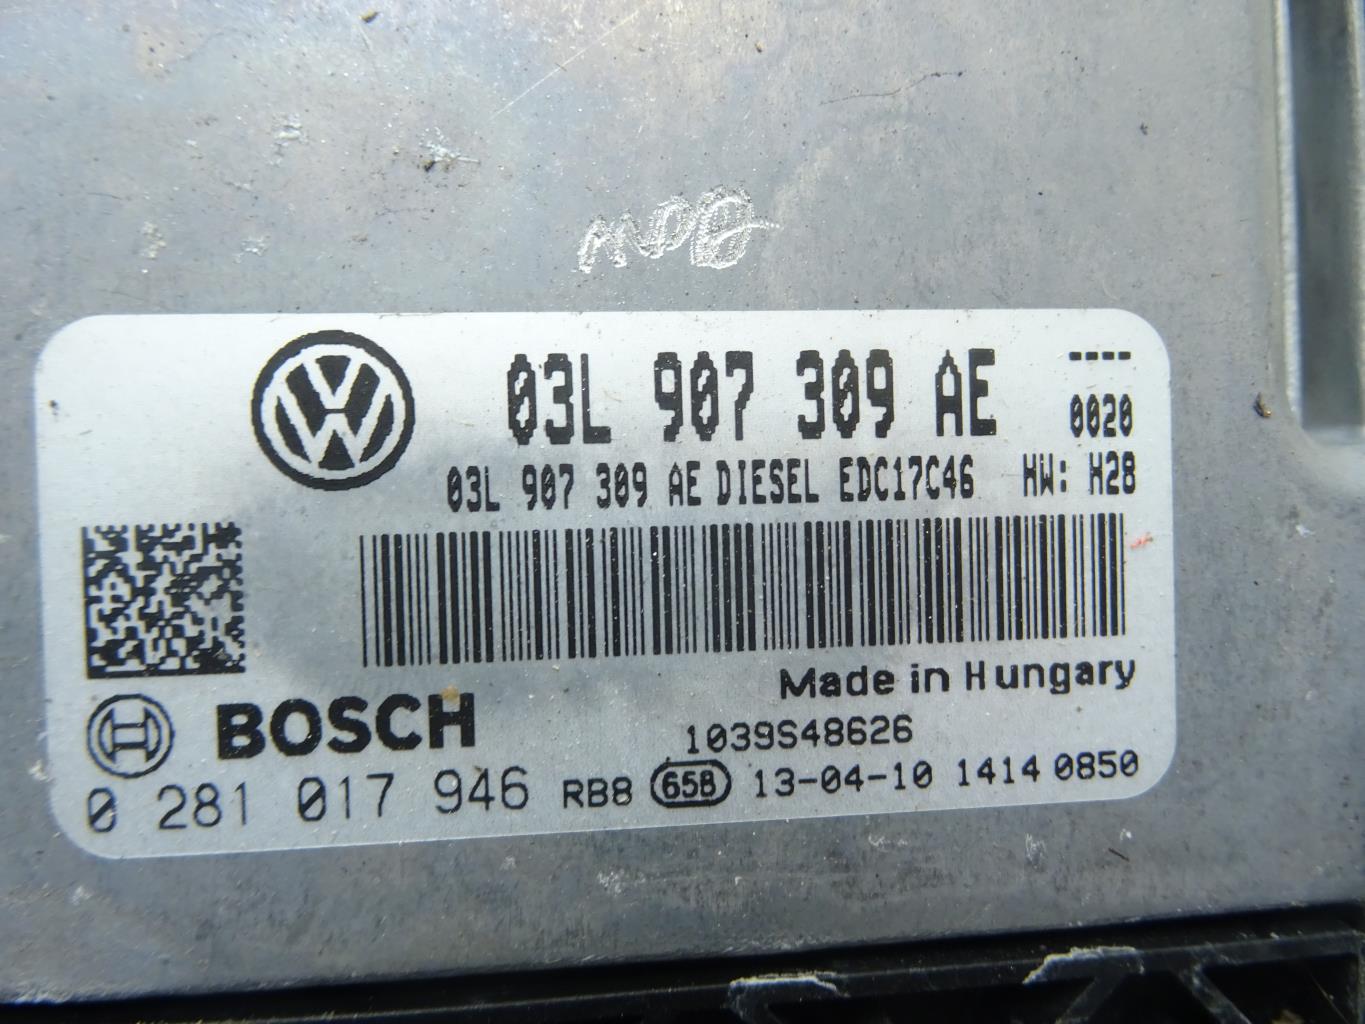 03L 907 309 AE ----
0020
03L 907 309 AE DIESEL EDC17C46 HW: H28
Made in Hungary
BOSCH
1039S48626
0 281 017 946 RB8 658 13-04-10 1414 0850